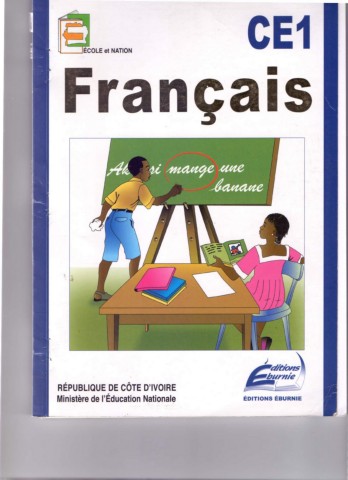 ÉCOLE et NATION
CE1
Français
mange une
banane
RÉPUBLIQUE DE CÔTE D'IVOIRE
Ministère de l'Éducation Nationale
Editions
Eburnie
ÉDITIONS ÉBURNIE